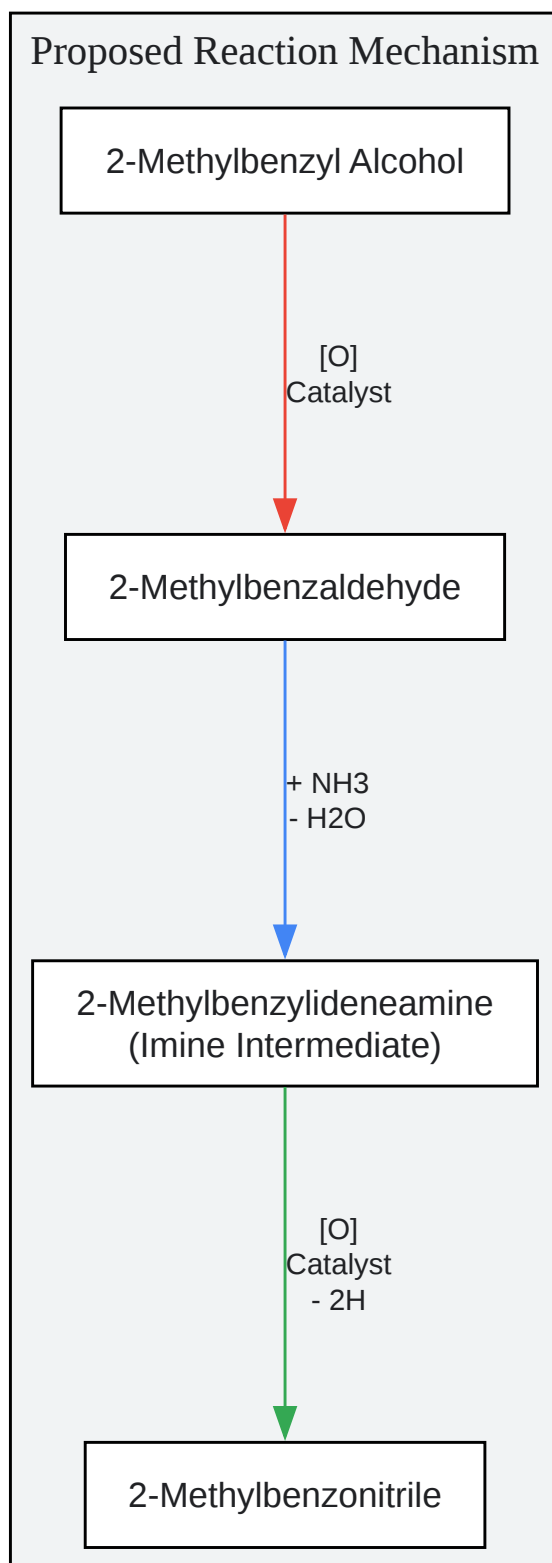 Proposed Reaction Mechanism
2-Methylbenzyl Alcohol
[O]
Catalyst
2-Methylbenzaldehyde
+ NH3
- H2O
2-Methylbenzylideneamine
(Imine Intermediate)
[O]
Catalyst
- 2H
2-Methylbenzonitrile